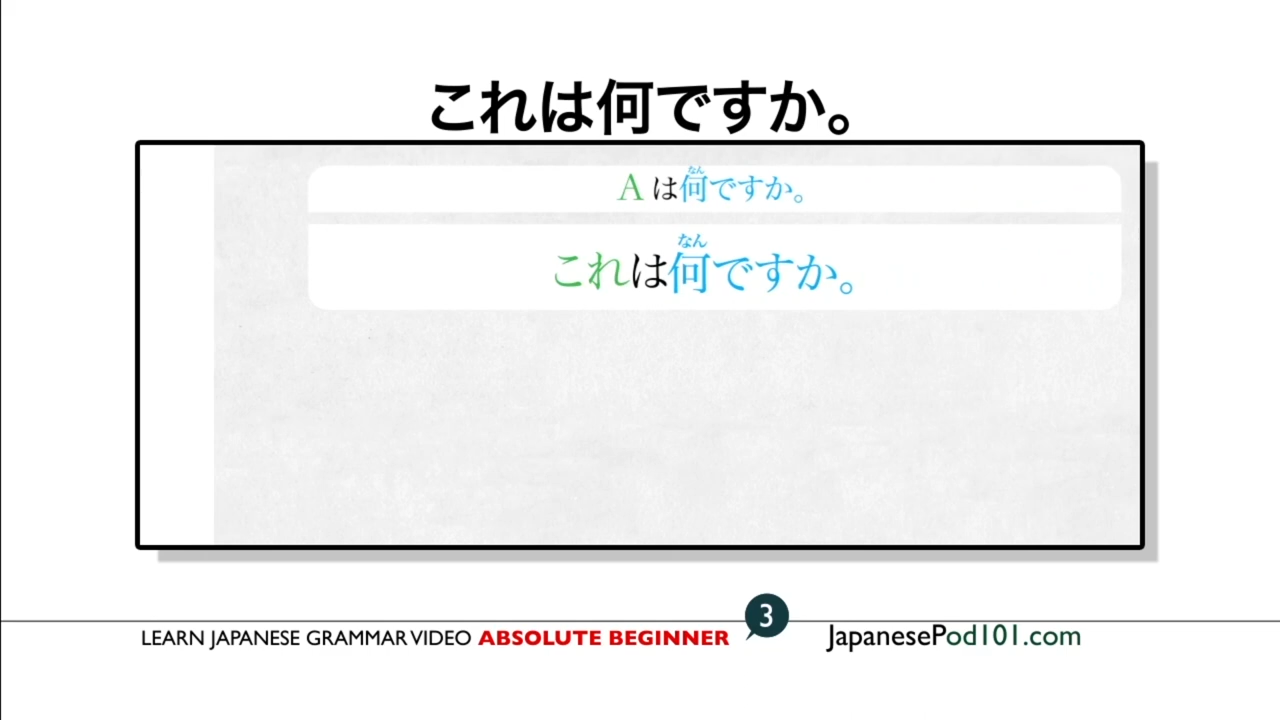 これは何ですか。
なん
A は何ですか。
なん
これは何ですか。
3
LEARN JAPANESE GRAMMAR VIDEO ABSOLUTE BEGINNER
JapanesePod101.com